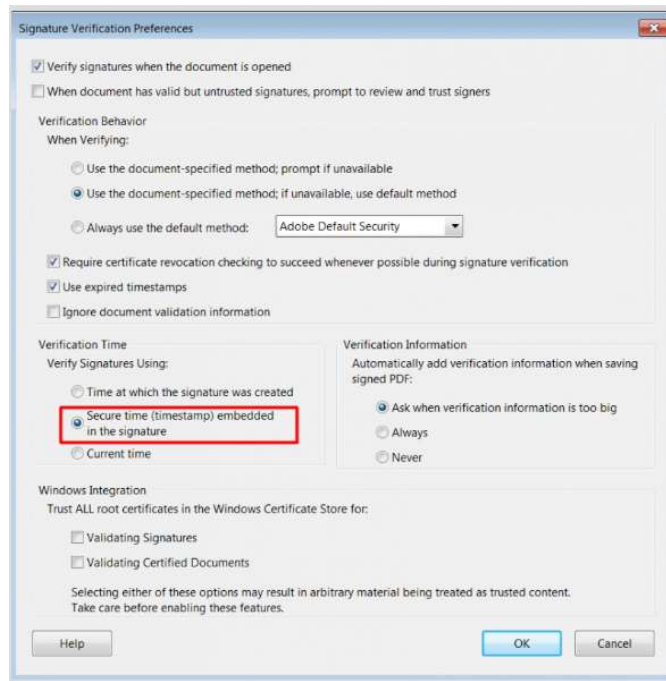 Signature Verification Preferences
Verify signatures when the document is opened
When document has valid but untrusted signatures, prompt to review and trust signers
Verification Behavior
When Verifying:
Use the document-specified method; prompt if unavailable
Use the document-specified method; if unavailable, use default method
Always use the default method: Adobe Default Security
Require certificate revocation checking to succeed whenever possible during signature verification
Use expired timestamps
Ignore document validation information
Verification Time
Verify Signatures Using:
Time at which the signature was created
Secure time (timestamp) embedded
in the signature
Current time
Verification Information
Automatically add verification information when saving
signed PDF:
Ask when verification information is too big
Always
Never
Windows Integration
Trust ALL root certificates in the Windows Certificate Store for:
Validating Signatures
Validating Certified Documents
Selecting either of these options may result in arbitrary material being treated as trusted content.
Take care before enabling these features.
Help OK Cancel